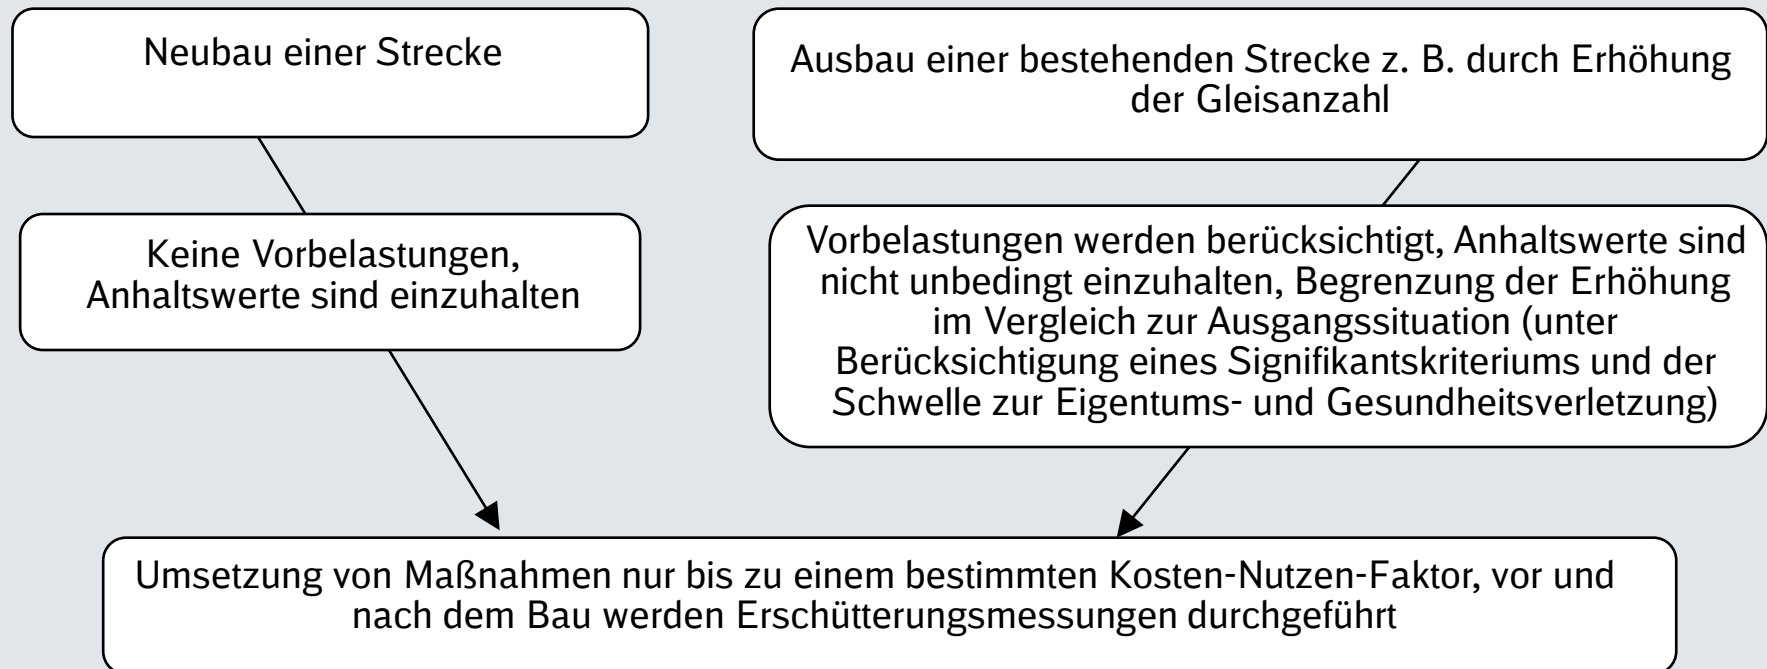 Neubau einer Strecke
Ausbau einer bestehenden Strecke z. B. durch Erhöhung
der Gleisanzahl
Keine Vorbelastungen,
Anhaltswerte sind einzuhalten
Vorbelastungen werden berücksichtigt, Anhaltswerte sind
nicht unbedingt einzuhalten, Begrenzung der Erhöhung
im Vergleich zur Ausgangssituation (unter
Berücksichtigung eines Signifikantskriteriums und der
Schwelle zur Eigentums- und Gesundheitsverletzung)
Umsetzung von Maßnahmen nur bis zu einem bestimmten Kosten-Nutzen-Faktor, vor und
nach dem Bau werden Erschütterungsmessungen durchgeführt